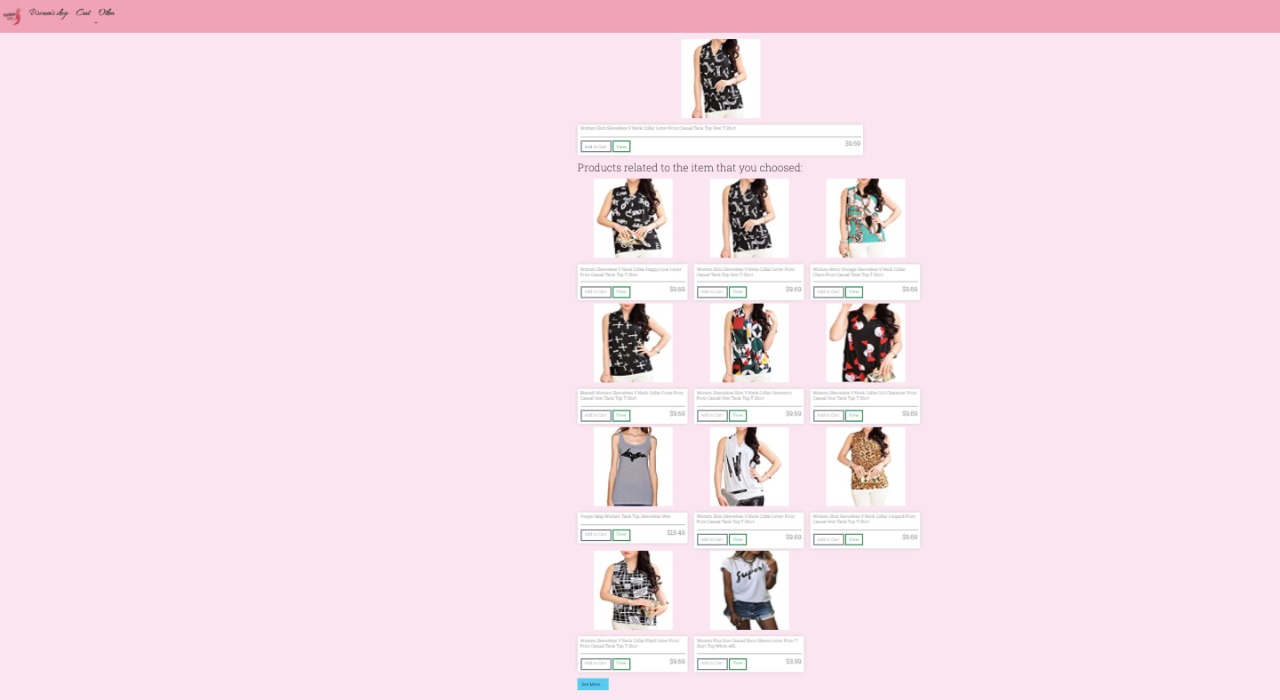 Women's shop Cart Other
Women Slim Sleeveless V Neck Collar Letter Print Casual Tank Top Vest T Shirt
Add to Cart View $9.69
Products related to the item that you choosed:
Women Sleeveless V Neck Collar Happy Love Letter
Print Casual Tank Top T Shirt
Add to Cart View $9.69
Women Slim Sleeveless V Neck Collar Letter Print
Casual Tank Top Vest T Shirt
Add to Cart View $9.69
Women Retro Vintage Sleeveless V Neck Collar
Chain Print Casual Tank Top T Shirt
Add to Cart View $9.69
Women Sleeveless V Neck Collar Cross Print
Casual Vest Tank Top T Shirt
Add to Cart View $9.69
Women Sleeveless Slim V Neck Collar Geometry
Print Casual Vest Tank Top T Shirt
Add to Cart View $9.69
Women Sleeveless V Neck Collar Girl Character Print
Casual Vest Tank Top T Shirt
Add to Cart View $9.69
Women Tank Top Sleeveless Vest
Add to Cart View $15.49
Women Slim Sleeveless V Neck Collar Letter Print
Print Casual Tank Top T Shirt
Add to Cart View $9.69
Women Slim Sleeveless V Neck Collar Leopard Print
Casual Vest Tank Top T Shirt
Add to Cart View $9.69
Women Sleeveless V Neck Collar Plaid Letter Print
Print Casual Tank Top T Shirt
Add to Cart View $9.69
Super!
Women Plus Size Casual Short Sleeve Letter Print T
Shirt Top White
Add to Cart View $3.99
See More...